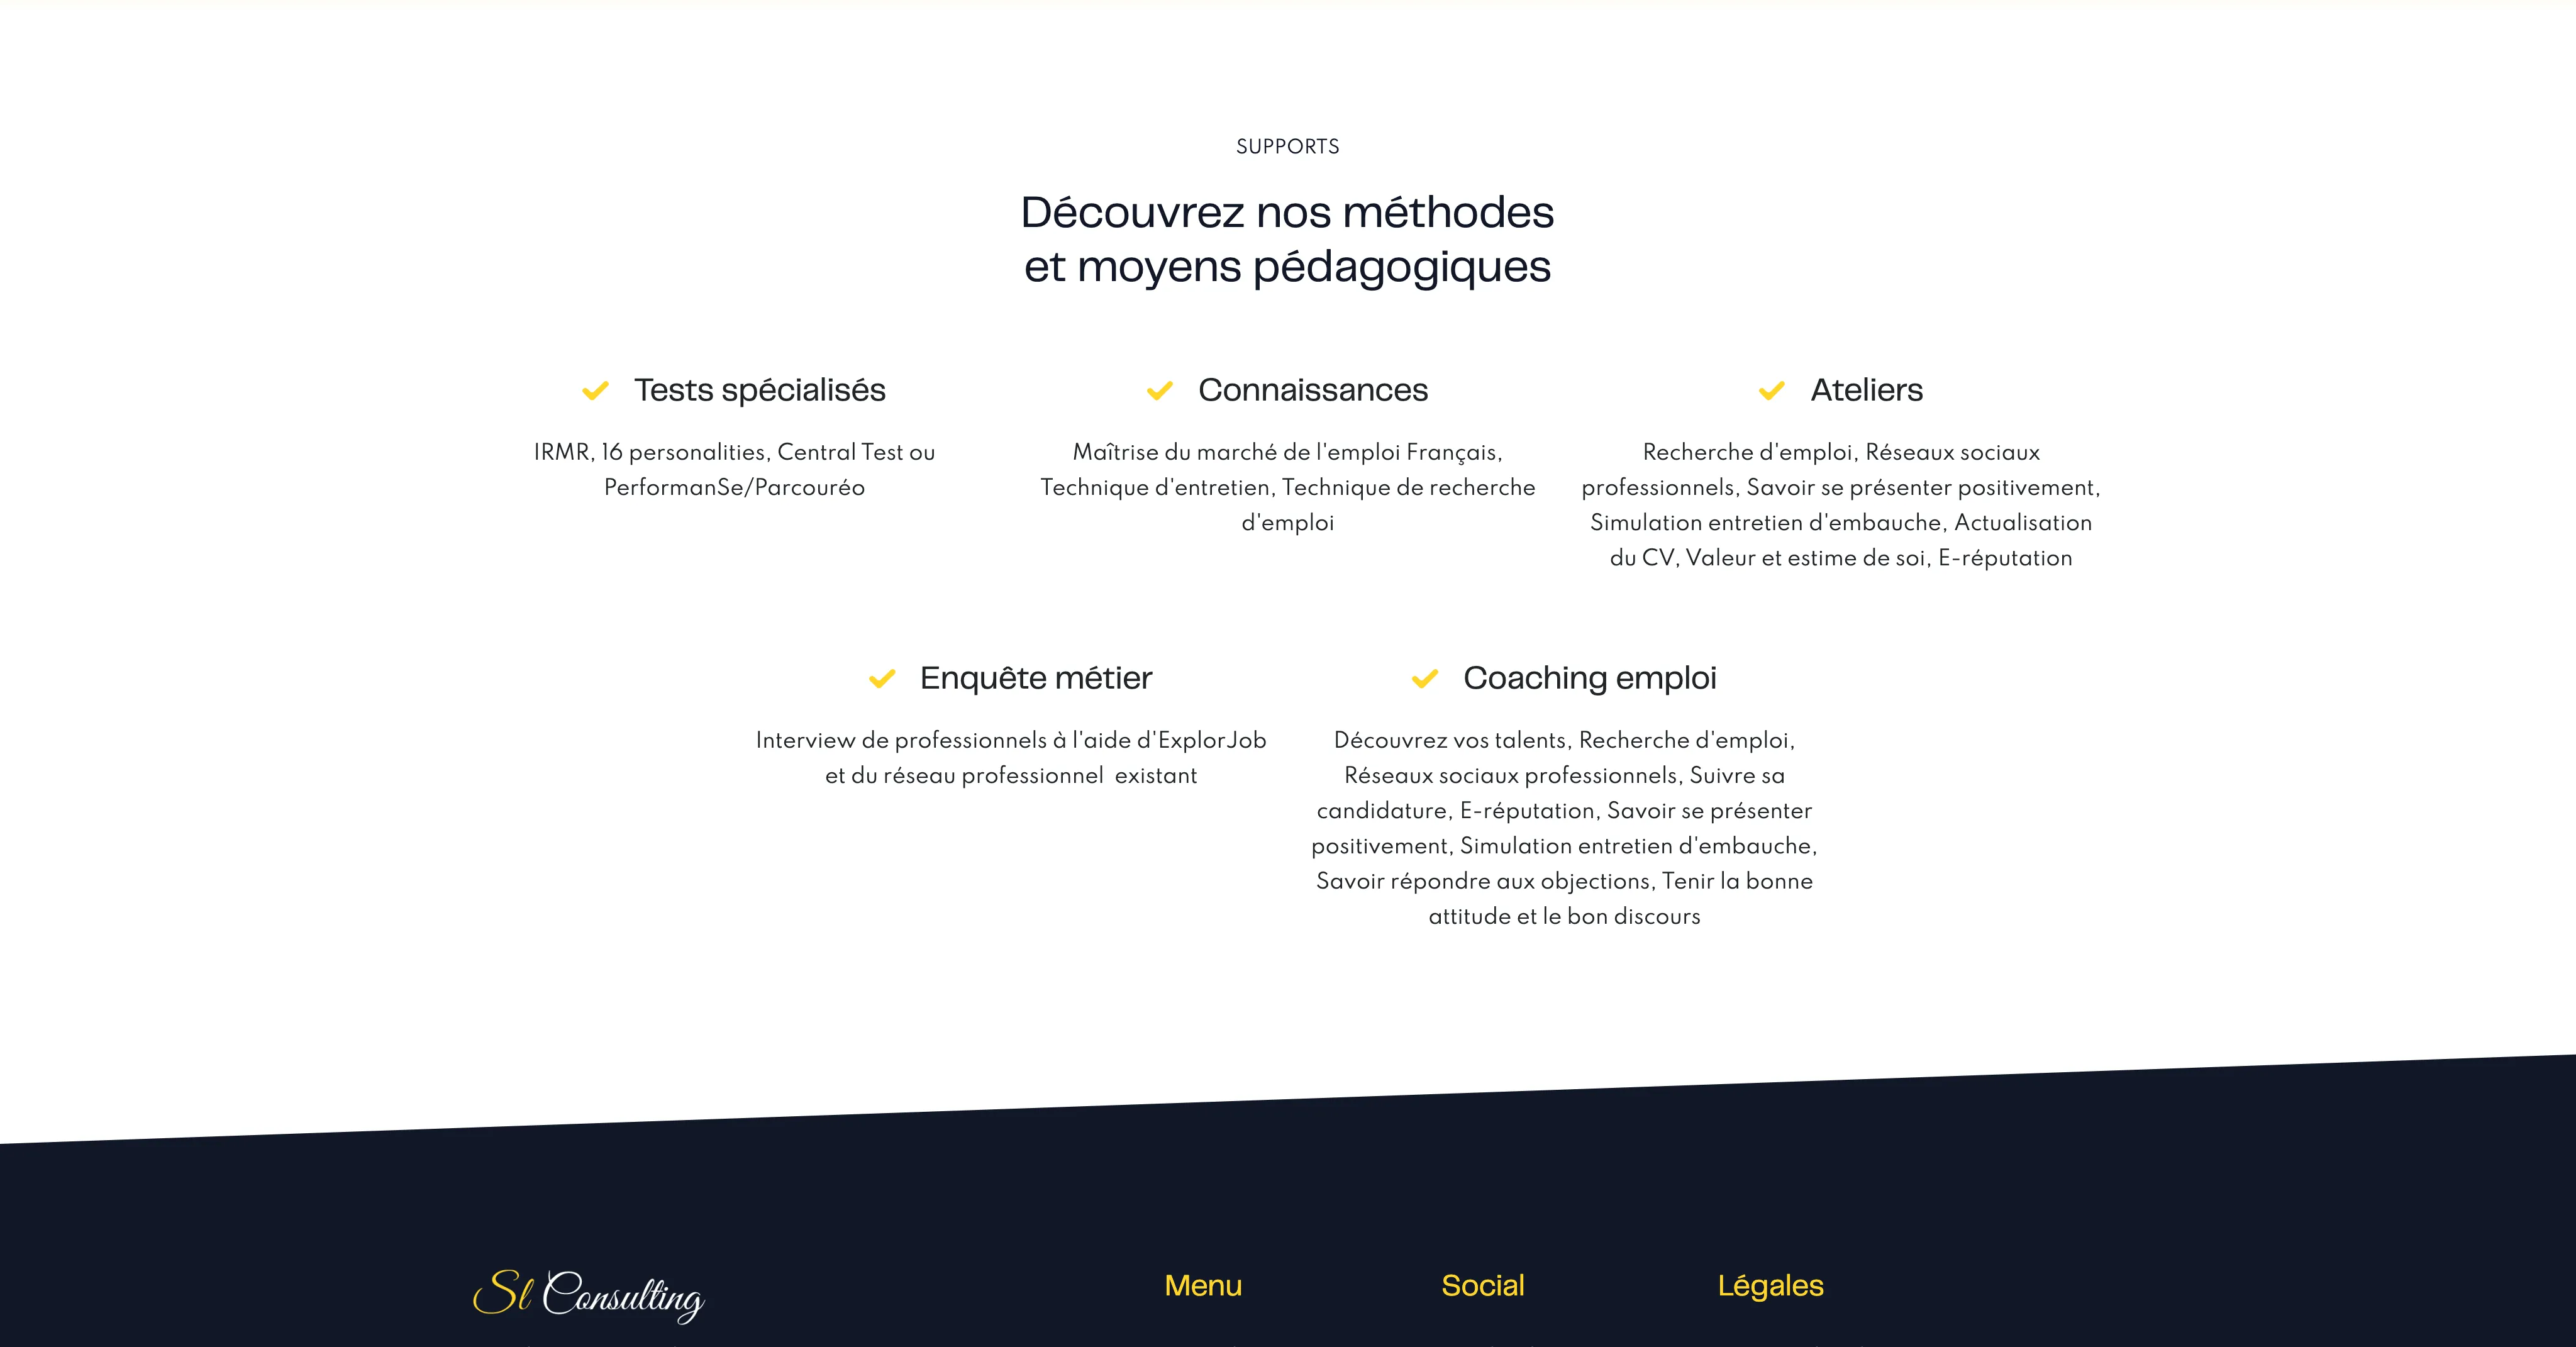 SUPPORTS
Découvrez nos méthodes
et moyens pédagogiques
Tests spécialisés
IRMR, 16 personalities, Central Test ou
PerformanSe/Parcouréo
Connaissances
Maîtrise du marché de l'emploi Français,
Technique d'entretien, Technique de recherche
d'emploi
Ateliers
Recherche d'emploi, Réseaux sociaux
professionnels, Savoir se présenter positivement,
Simulation entretien d'embauche, Actualisation
du CV, Valeur et estime de soi, E-réputation
Enquête métier
Interview de professionnels à l'aide d'ExplorJob
et du réseau professionnel  existant
Coaching emploi
Découvrez vos talents, Recherche d'emploi,
Réseaux sociaux professionnels, Suivre sa
candidature, E-réputation, Savoir se présenter
positivement, Simulation entretien d'embauche,
Savoir répondre aux objections, Tenir la bonne
attitude et le bon discours
Sl Consulting
Menu
Social
Légales